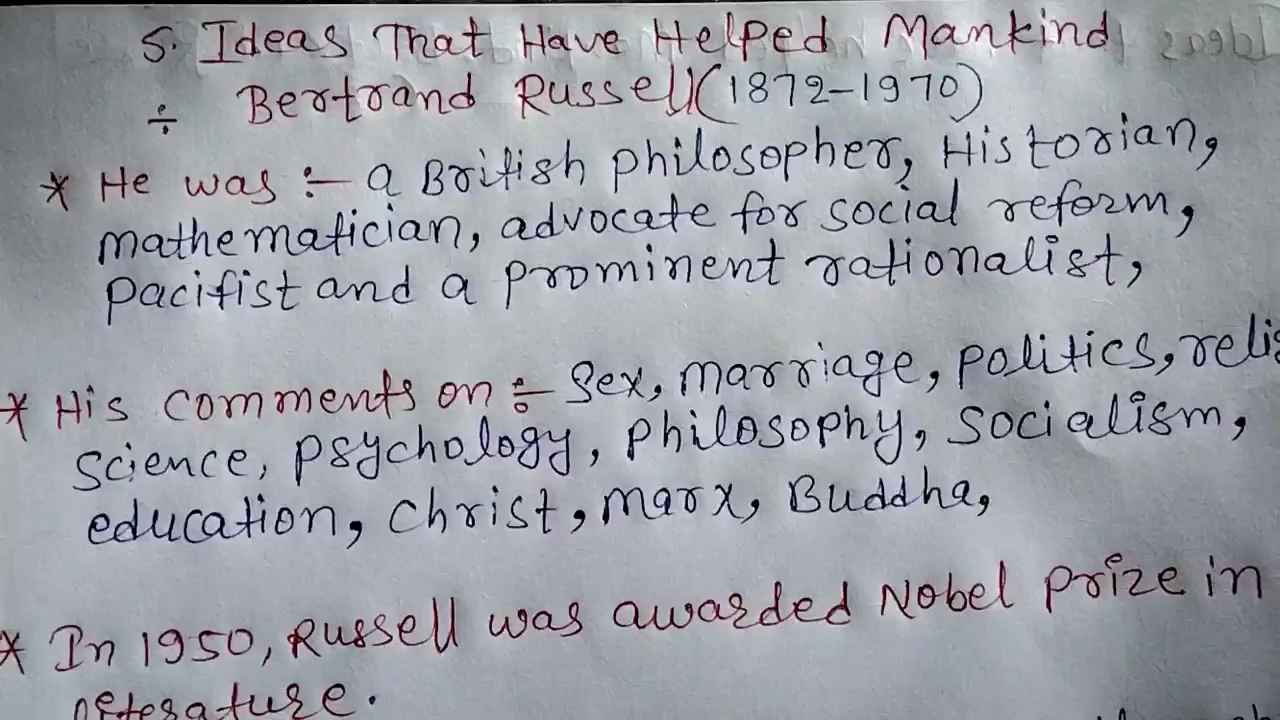 5. Ideas That Have Helped Mankind
÷ Bertrand Russell (1872-1970)
* He was :- a British philosopher, Historian,
mathematician, advocate for social reform,
pacifist and a prominent rationalist,
* His comments on ÷ Sex, marriage, politics, relig
science, psychology, philosophy, socialism,
education, christ, marx, Buddha,
* In 1950, Russell was awarded Nobel prize in
literature.